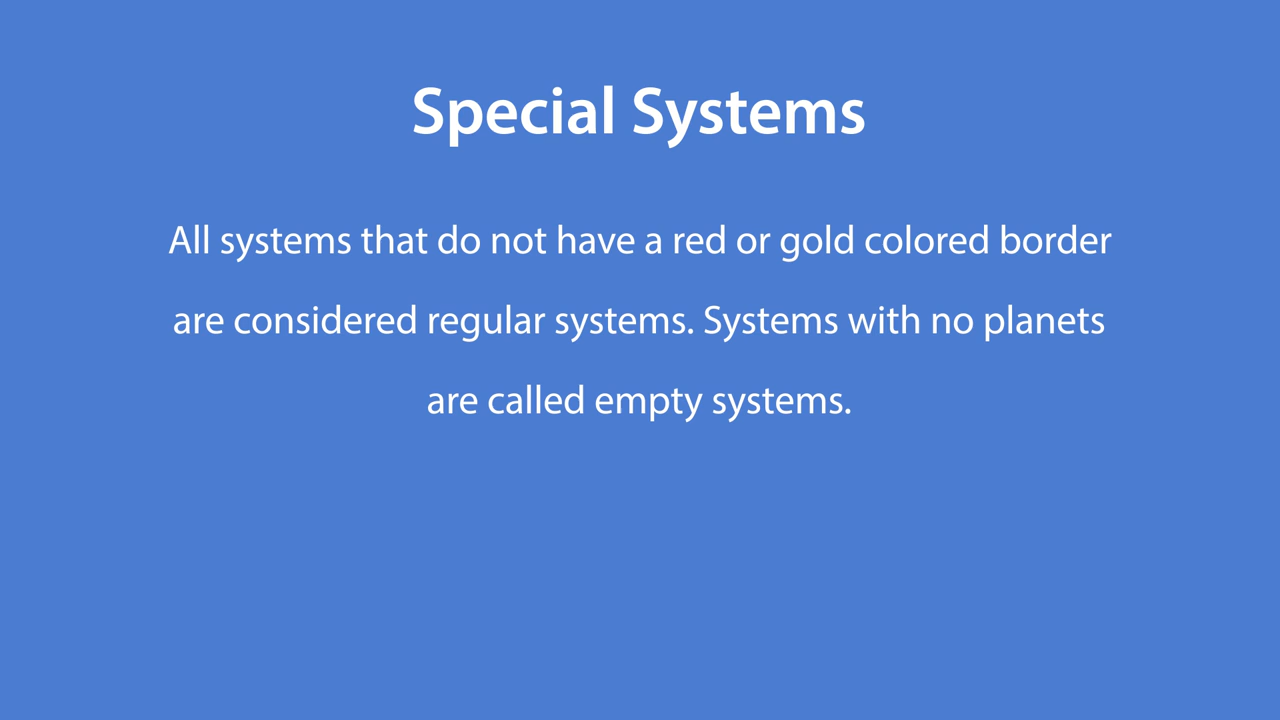 Special Systems
All systems that do not have a red or gold colored border
are considered regular systems. Systems with no planets
are called empty systems.